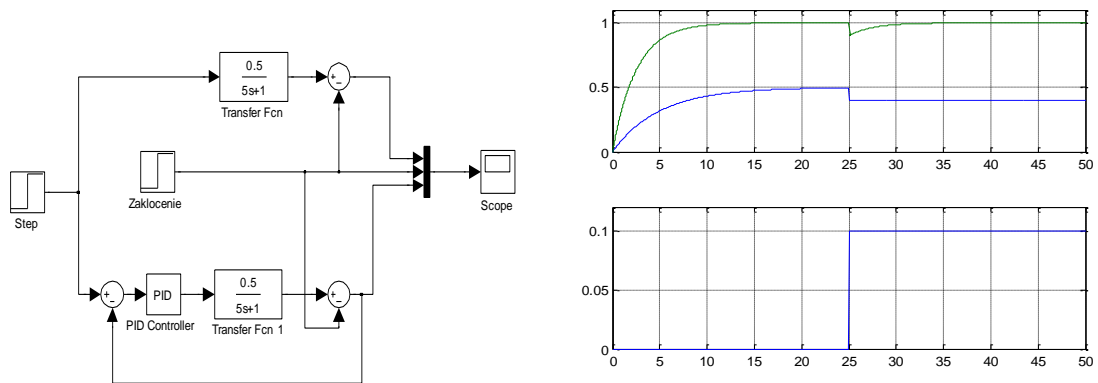 0.5
5s+1
Transfer Fcn
+
−
Zaklocenie
Step
Scope
+
−
PID
PID Controller
0.5
5s+1
Transfer Fcn 1
+
−
1
0.5
0
0 5 10 15 20 25 30 35 40 45 50
0.1
0.05
0
0 5 10 15 20 25 30 35 40 45 50